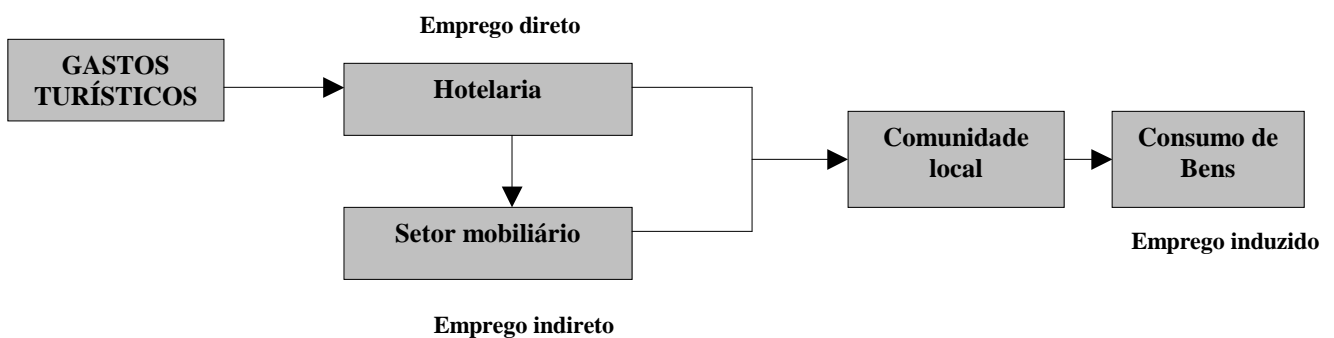 Emprego direto
GASTOS
TURÍSTICOS
Hotelaria
Comunidade
local
Consumo de
Bens
Setor mobiliário
Emprego induzido
Emprego indireto